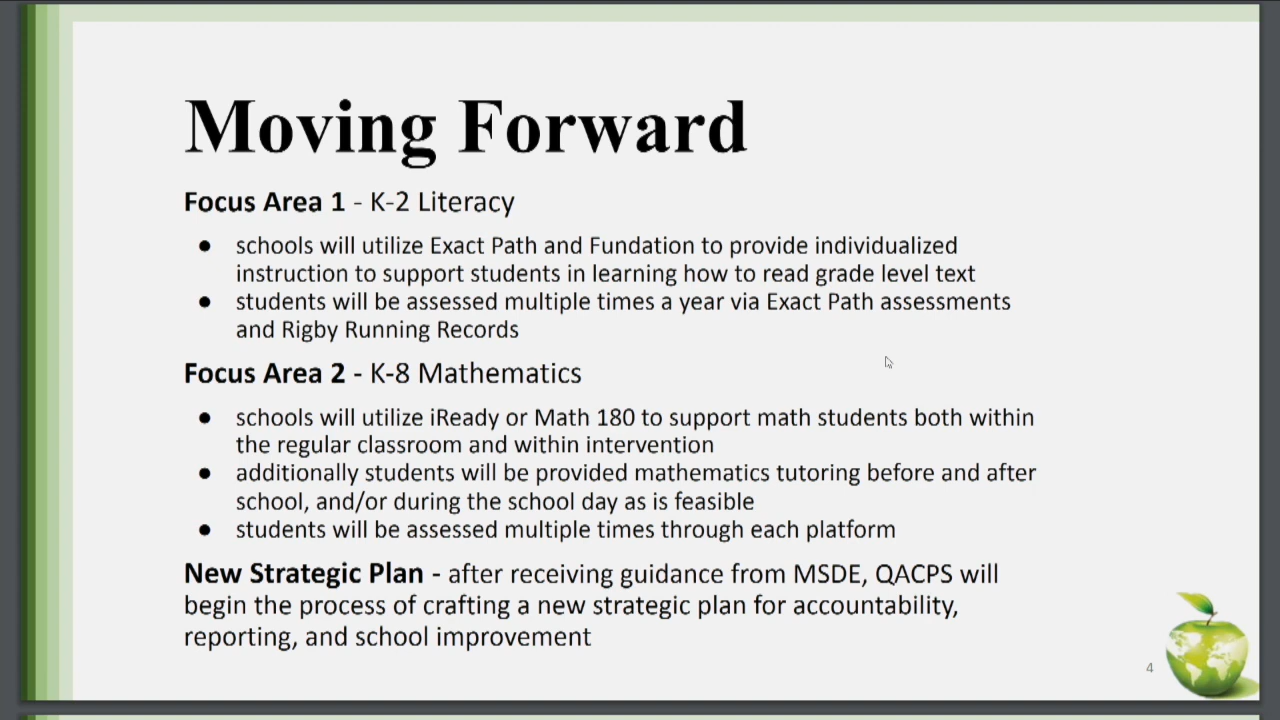 Moving Forward
Focus Area 1 - K-2 Literacy
● schools will utilize Exact Path and Fundation to provide individualized
instruction to support students in learning how to read grade level text
● students will be assessed multiple times a year via Exact Path assessments
and Rigby Running Records
Focus Area 2 - K-8 Mathematics
● schools will utilize iReady or Math 180 to support math students both within
the regular classroom and within intervention
● additionally students will be provided mathematics tutoring before and after
school, and/or during the school day as is feasible
● students will be assessed multiple times through each platform
New Strategic Plan - after receiving guidance from MSDE, QACPS will
begin the process of crafting a new strategic plan for accountability,
reporting, and school improvement
4